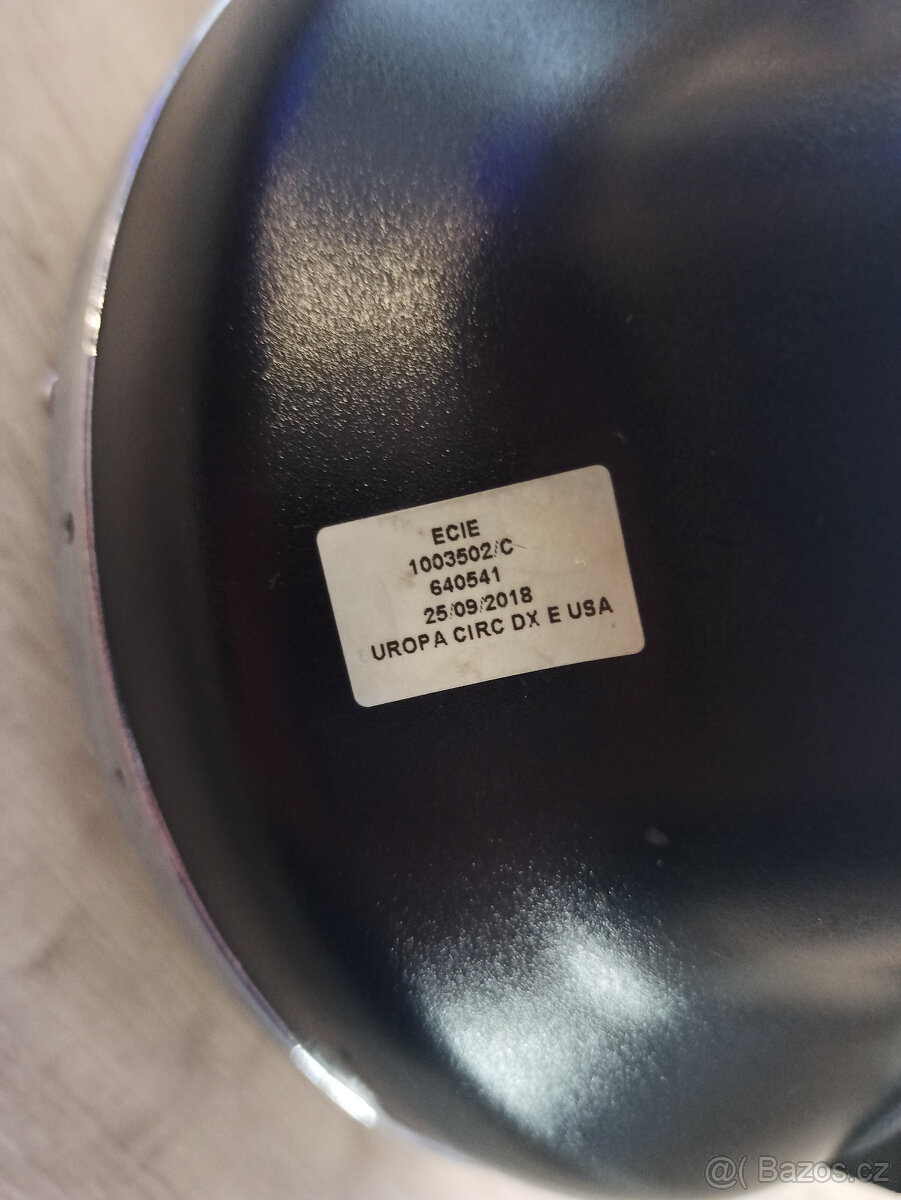 ECIE
1003502/C
640541
25/09/2018
UROPA CIRC DX E USA
@( Bazos.cz